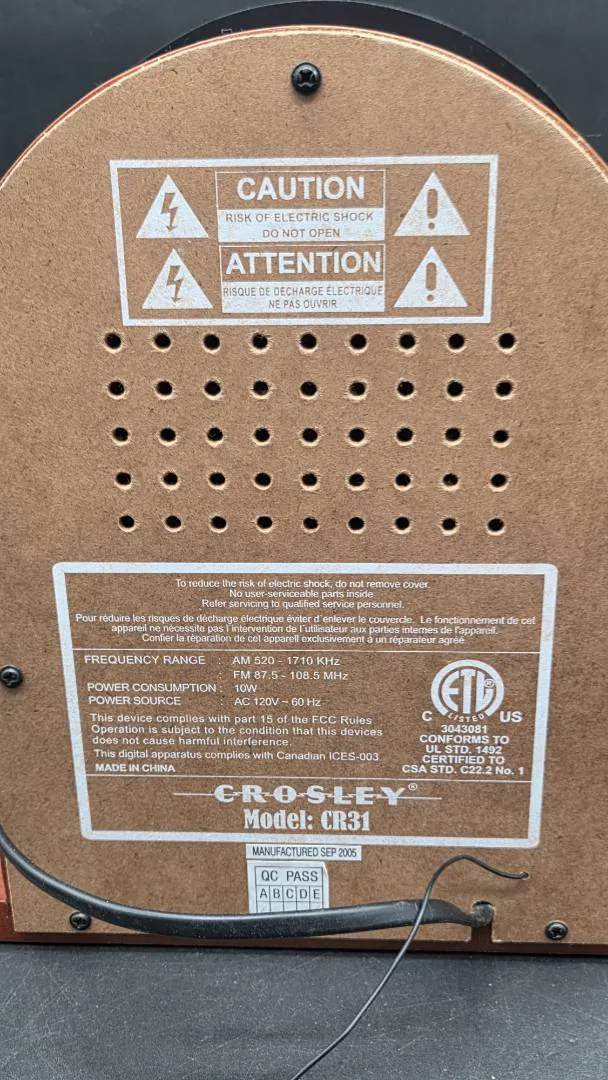 CAUTION
RISK OF ELECTRIC SHOCK
DO NOT OPEN
ATTENTION
RISQUE DE DECHARGE ÉLECTRIQUE
NE PAS OUVRIR
To reduce the risk of electric shock, do not remove cover.
No user-serviceable parts inside
Refer servicing to qualified service personnel.
Pour réduire les risques de décharge électrique éviter d'enlever le couvercle. Le fonctionnement de cet
appareil ne nécessite pas l'intervention de l'utilisateur aux parties internes de l'appareil.
Confier la réparation de cet appareil exclusivement à un réparateur agréé
FREQUENCY RANGE : AM 520 - 1710 KHz
: FM 87.5 - 108.5 MHz
POWER CONSUMPTION : 10W
POWER SOURCE : AC 120V ~ 60 Hz
This device complies with part 15 of the FCC Rules
Operation is subject to the condition that this devices
does not cause harmful interference.
This digital apparatus complies with Canadian ICES-003
MADE IN CHINA
ETL
LISTED
C US
3043081
CONFORMS TO
UL STD. 1492
CERTIFIED TO
CSA STD. C22.2 No. 1
CROSLEY®
Model: CR31
MANUFACTURED SEP 2005
QC PASS
A B C D E